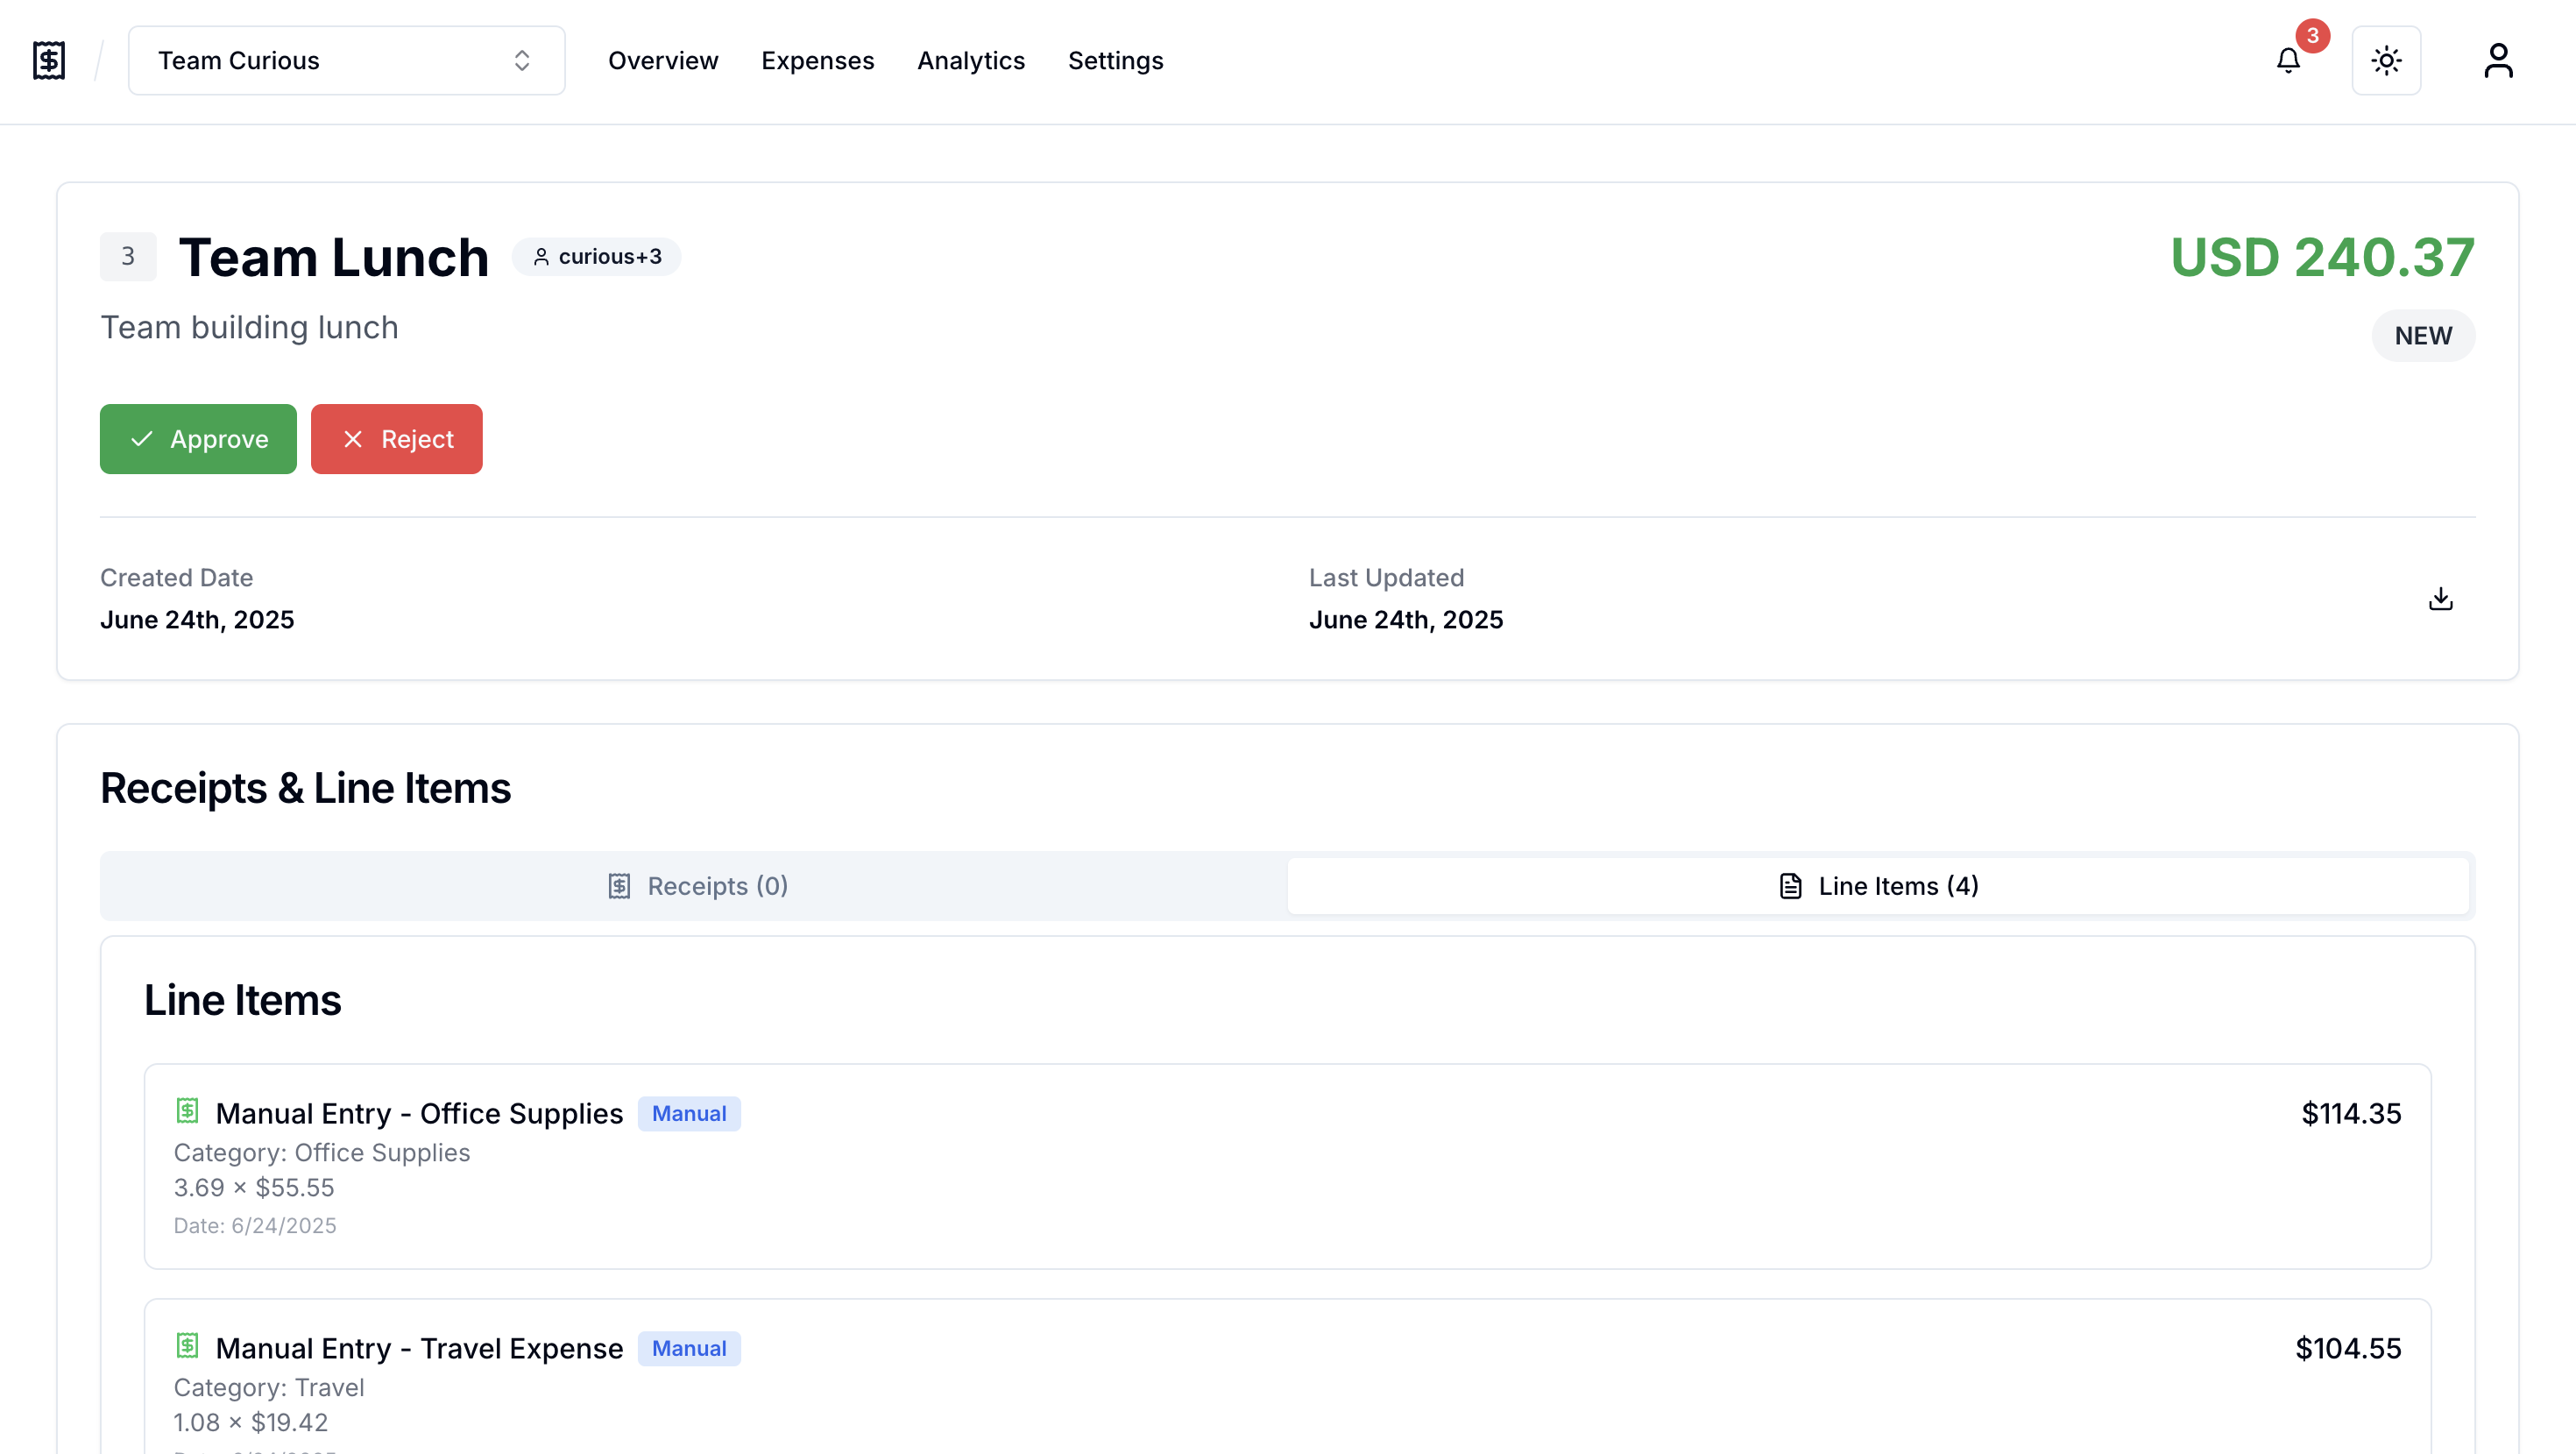 Team Curious
Overview
Expenses
Analytics
Settings
3
3
Team Lunch
curious+3
USD 240.37
Team building lunch
NEW
Approve
Reject
Created Date
Last Updated
June 24th, 2025
June 24th, 2025
Receipts & Line Items
Receipts (0)
Line Items (4)
Line Items
Manual Entry - Office Supplies
Manual
$114.35
Category: Office Supplies
3.69 × $55.55
Date: 6/24/2025
Manual Entry - Travel Expense
Manual
$104.55
Category: Travel
1.08 × $19.42